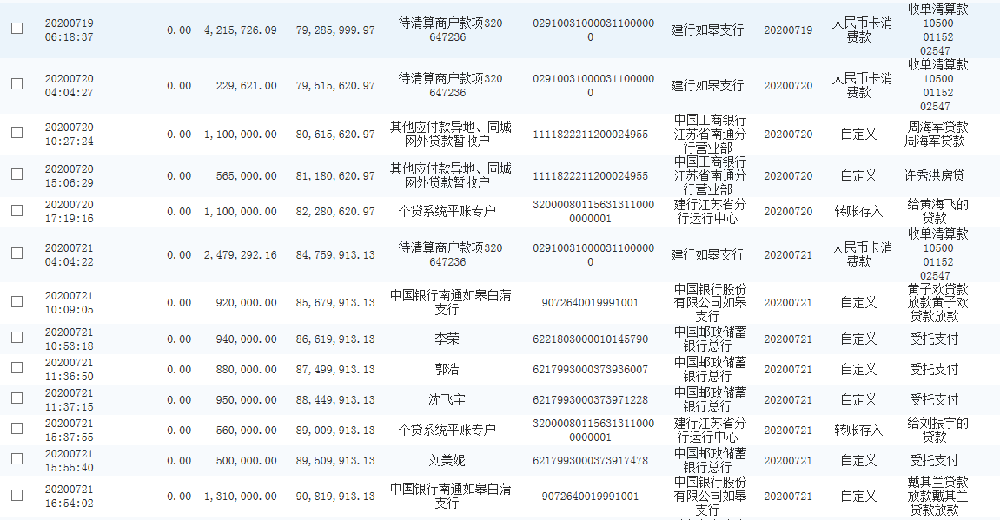 20200719
06:18:37
0.00
4,215,726.09
79,285,999.97
待清算商户款项320
647236
02910031000031100000
0
建行如皋支行
20200719
人民币卡消
费款
收单清算款
10500
01152
02547
20200720
04:04:27
0.00
229,621.00
79,515,620.97
待清算商户款项320
647236
02910031000031100000
0
建行如皋支行
20200720
人民币卡消
费款
收单清算款
10500
01152
02547
20200720
10:27:24
0.00
1,100,000.00
80,615,620.97
其他应付款异地、同城
网外贷款暂收户
1111822211200024955
中国工商银行
江苏省南通分
行营业部
20200720
自定义
周海军贷款
周海军贷款
20200720
15:06:29
0.00
565,000.00
81,180,620.97
其他应付款异地、同城
网外贷款暂收户
1111822211200024955
中国工商银行
江苏省南通分
行营业部
20200720
自定义
许秀洪房贷
20200720
17:19:16
0.00
1,100,000.00
82,280,620.97
个贷系统平账专户
32000080115631311000
0000001
建行江苏省分
行运行中心
20200720
转账存入
给黄海飞的
贷款
20200721
04:04:22
0.00
2,479,292.16
84,759,913.13
待清算商户款项320
647236
02910031000031100000
0
建行如皋支行
20200721
人民币卡消
费款
收单清算款
10500
01152
02547
20200721
10:09:05
0.00
920,000.00
85,679,913.13
中国银行南通如皋白蒲
支行
9072640019991001
中国银行股份
有限公司如皋
支行
20200721
自定义
黄子欢贷款
放款黄子欢
贷款放款
20200721
10:53:18
0.00
940,000.00
86,619,913.13
李荣
6221803000010145790
中国邮政储蓄
银行总行
20200721
自定义
受托支付
20200721
11:36:50
0.00
880,000.00
87,499,913.13
郭浩
6217993000373936007
中国邮政储蓄
银行总行
20200721
自定义
受托支付
20200721
11:37:15
0.00
950,000.00
88,449,913.13
沈飞宇
6217993000373971228
中国邮政储蓄
银行总行
20200721
自定义
受托支付
20200721
15:37:55
0.00
560,000.00
89,009,913.13
个贷系统平账专户
32000080115631311000
0000001
建行江苏省分
行运行中心
20200721
转账存入
给刘振宇的
贷款
20200721
15:55:40
0.00
500,000.00
89,509,913.13
刘美妮
6217993000373917478
中国邮政储蓄
银行总行
20200721
自定义
受托支付
20200721
16:54:02
0.00
1,310,000.00
90,819,913.13
中国银行南通如皋白蒲
支行
9072640019991001
中国银行股份
有限公司如皋
支行
20200721
自定义
戴其兰贷款
放款戴其兰
贷款放款